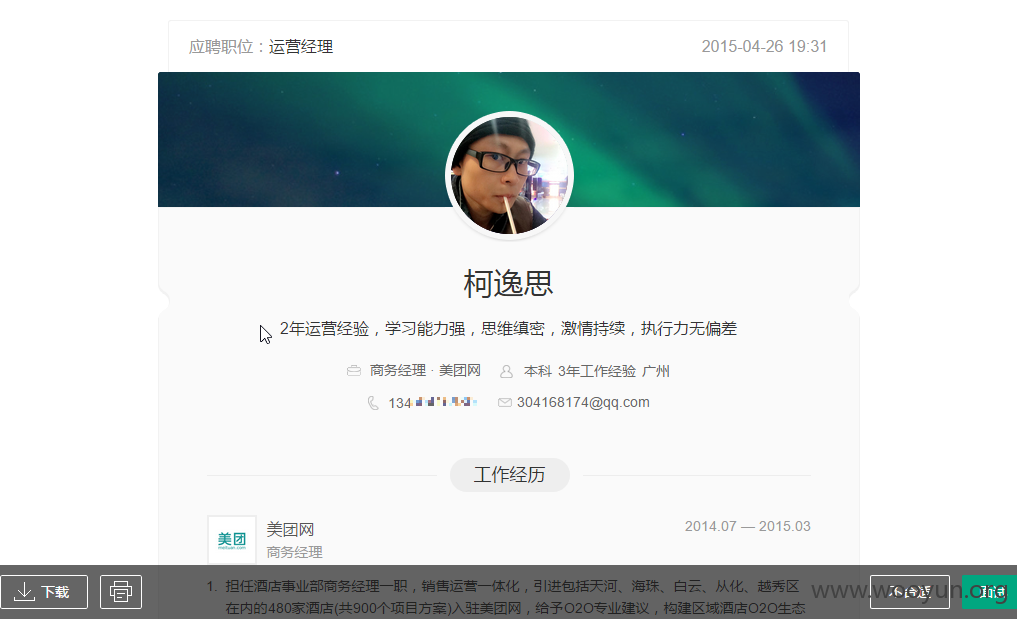 应聘职位：运营经理
2015-04-26 19:31
柯逸思
2年运营经验，学习能力强，思维缜密，激情持续，执行力无偏差
商务经理 · 美团网
本科 3年工作经验 广州
134
304168174@qq.com
工作经历
美团
meituan.com
美团网
2014.07 — 2015.03
商务经理
1. 担任酒店事业部商务经理一职，销售运营一体化，引进包括天河、海珠、白云、从化、越秀区
在内的480家酒店(共900个项目方案)入驻美团网，给予O2O专业建议，构建区域酒店O2O生态
下载
不合适
面试
www.wooyun.org